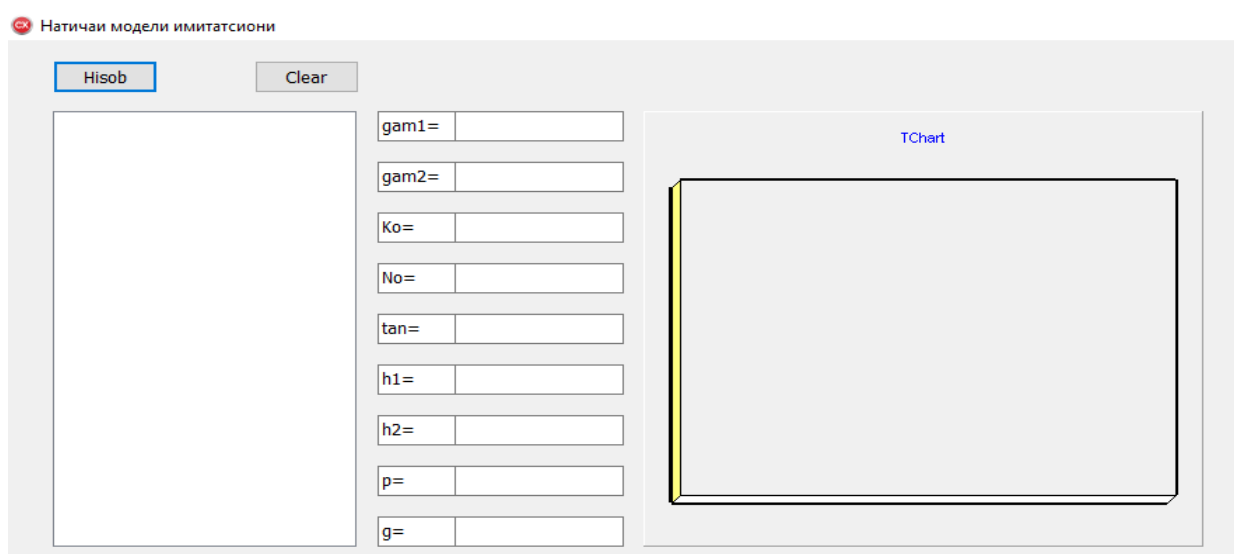 Натичаи модели имитатсиони
Hisob
Clear
gam1=
gam2=
Ko=
No=
tan=
h1=
h2=
p=
g=
TChart